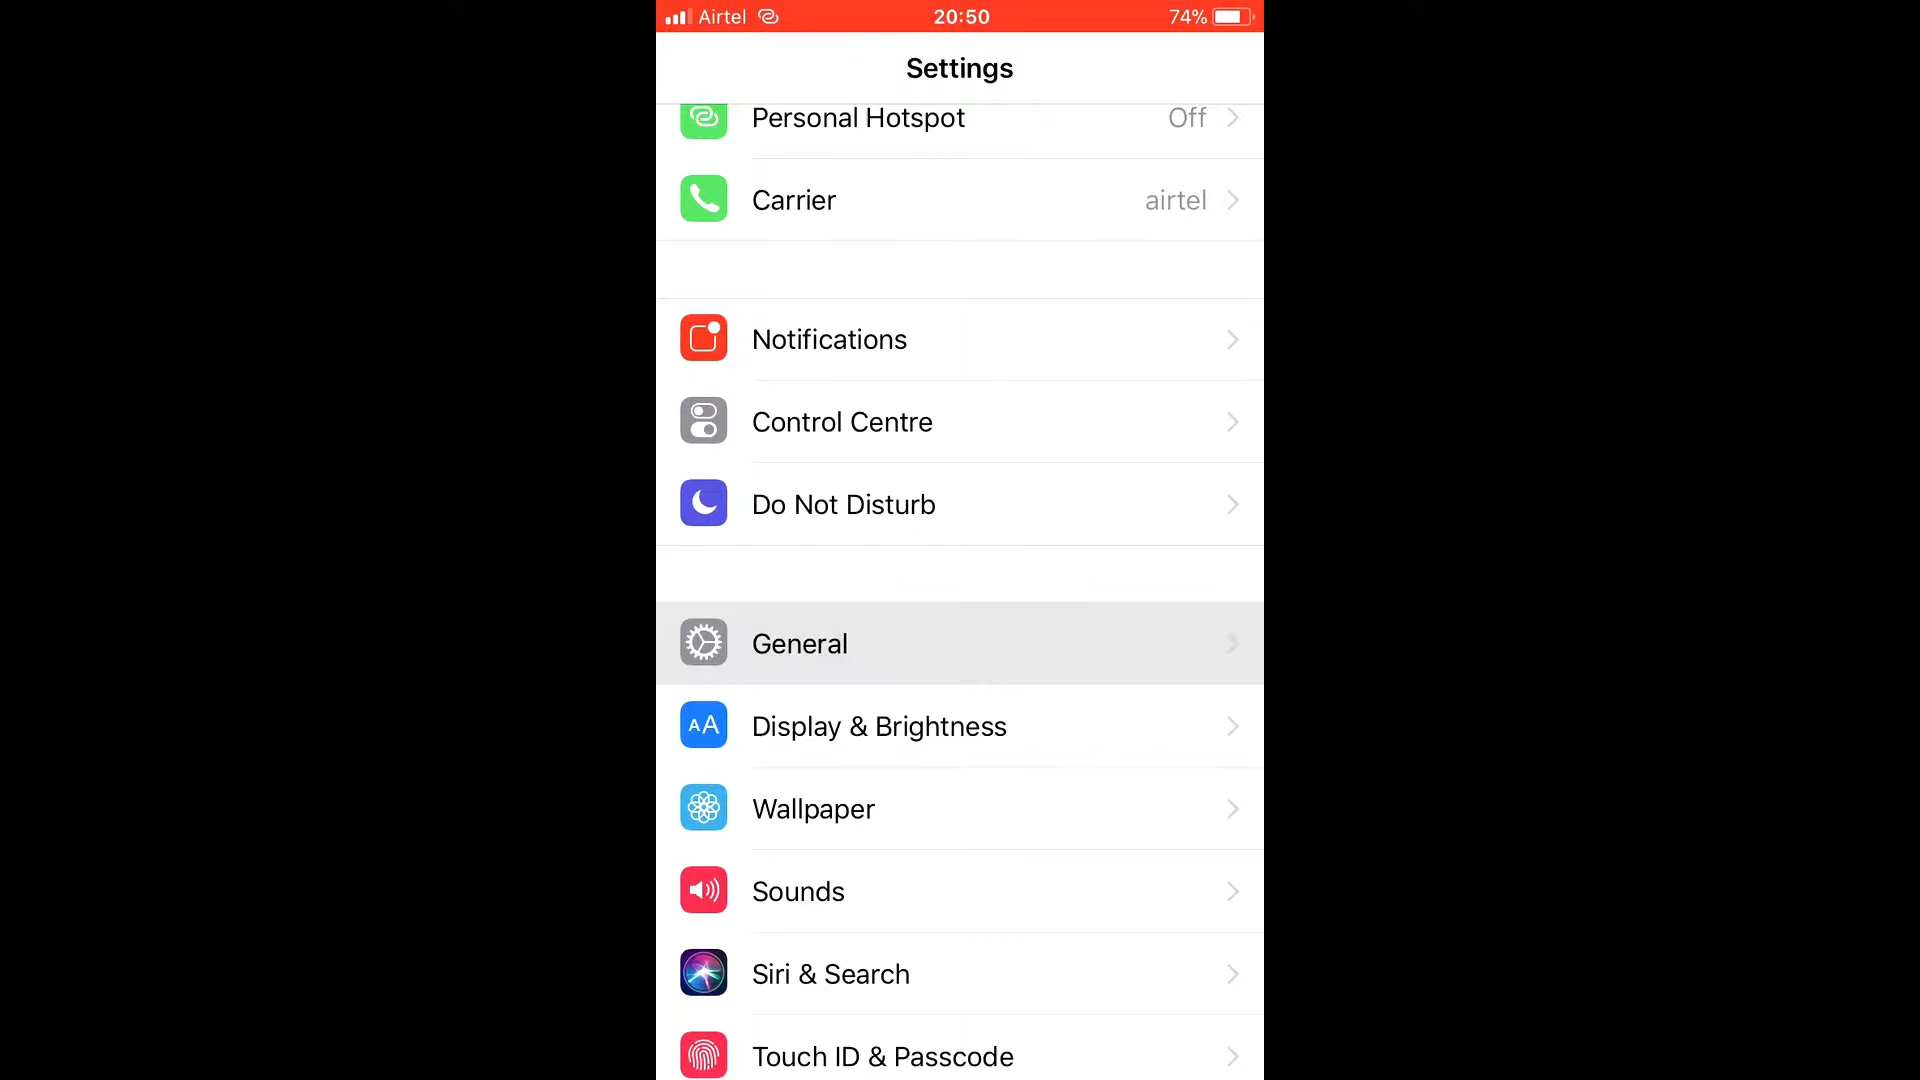 Airtel 20:50 74%
Settings
Personal Hotspot Off
Carrier airtel
Notifications
Control Centre
Do Not Disturb
General
AA Display & Brightness
Wallpaper
Sounds
Siri & Search
Touch ID & Passcode